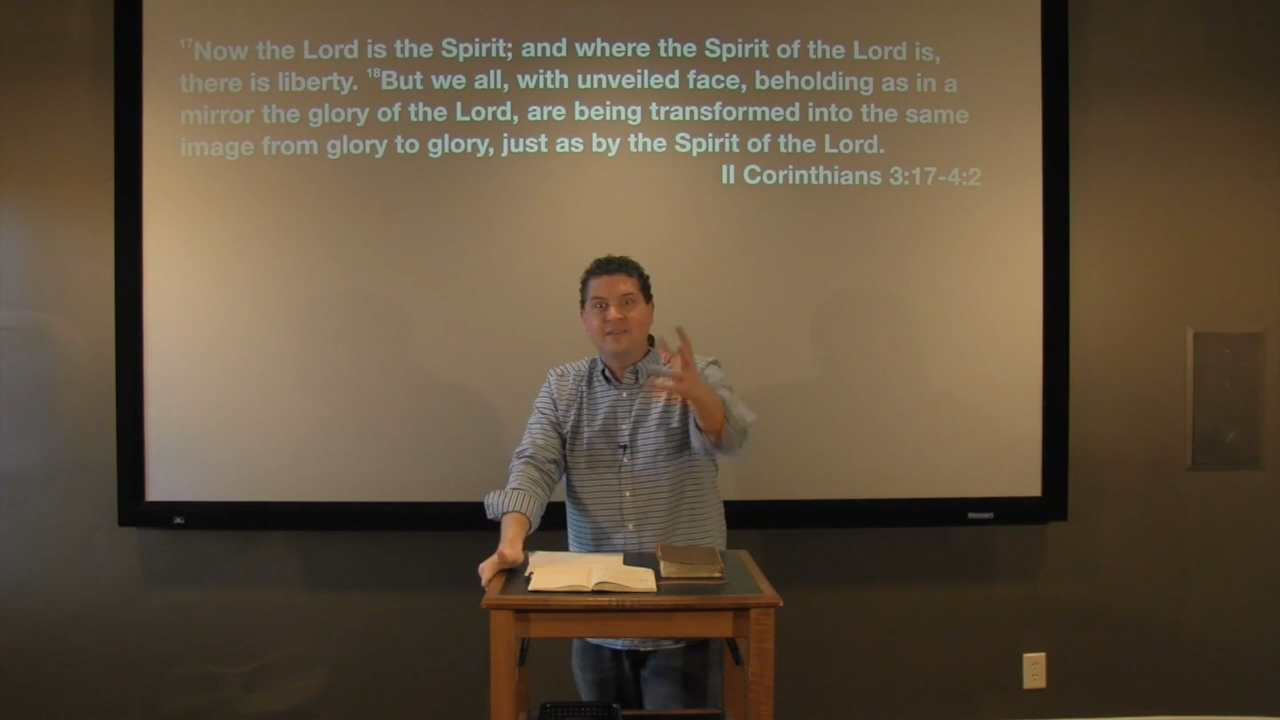 ¹⁷Now the Lord is the Spirit; and where the Spirit of the Lord is,
there is liberty. ¹⁸But we all, with unveiled face, beholding as in a
mirror the glory of the Lord, are being transformed into the same
image from glory to glory, just as by the Spirit of the Lord.
II Corinthians 3:17-4:2
Stewart